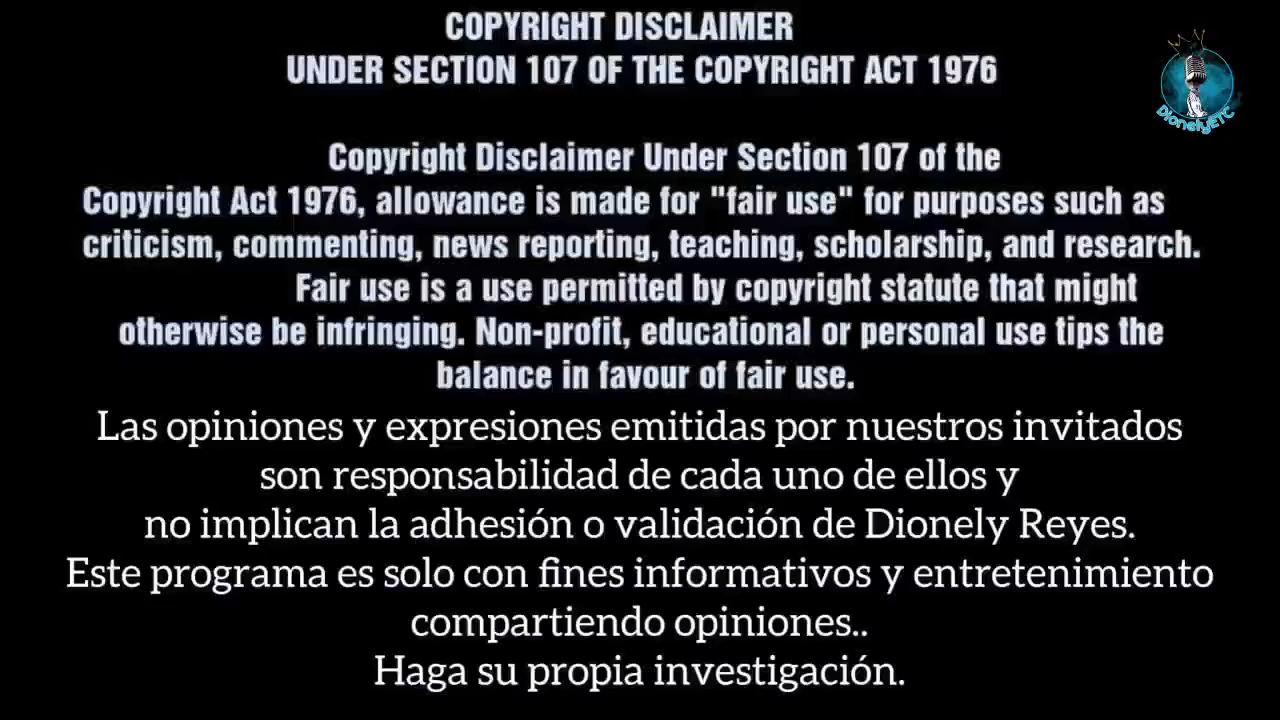 COPYRIGHT DISCLAIMER
UNDER SECTION 107 OF THE COPYRIGHT ACT 1976
DionelyETC
Copyright Disclaimer Under Section 107 of the
Copyright Act 1976, allowance is made for "fair use" for purposes such as
criticism, commenting, news reporting, teaching, scholarship, and research.
Fair use is a use permitted by copyright statute that might
otherwise be infringing. Non-profit, educational or personal use tips the
balance in favour of fair use.
Las opiniones y expresiones emitidas por nuestros invitados
son responsabilidad de cada uno de ellos y
no implican la adhesión o validación de Dionely Reyes.
Este programa es solo con fines informativos y entretenimiento
compartiendo opiniones..
Haga su propia investigación.